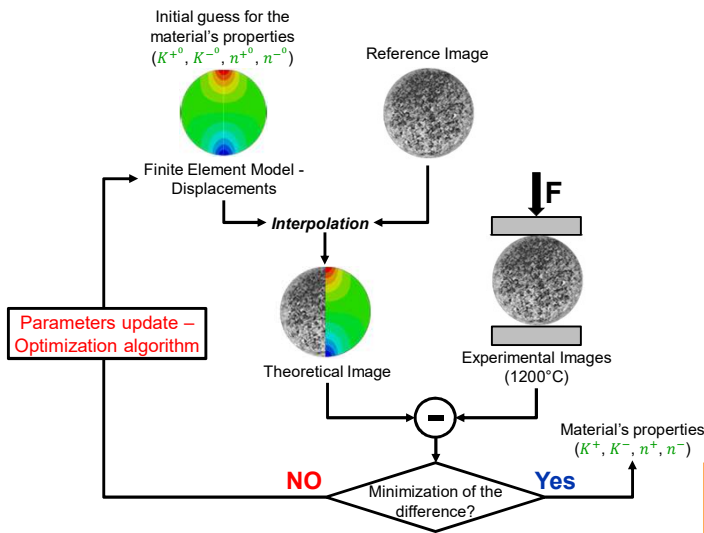 Initial guess for the
material's properties
(K⁺⁰, K⁻⁰, n⁺⁰, n⁻⁰)
Reference Image
Finite Element Model -
Displacements
F
Interpolation
Parameters update –
Optimization algorithm
Theoretical Image
Experimental Images
(1200°C)
–
Material's properties
(K⁺, K⁻, n⁺, n⁻)
NO
Minimization of the
difference?
Yes